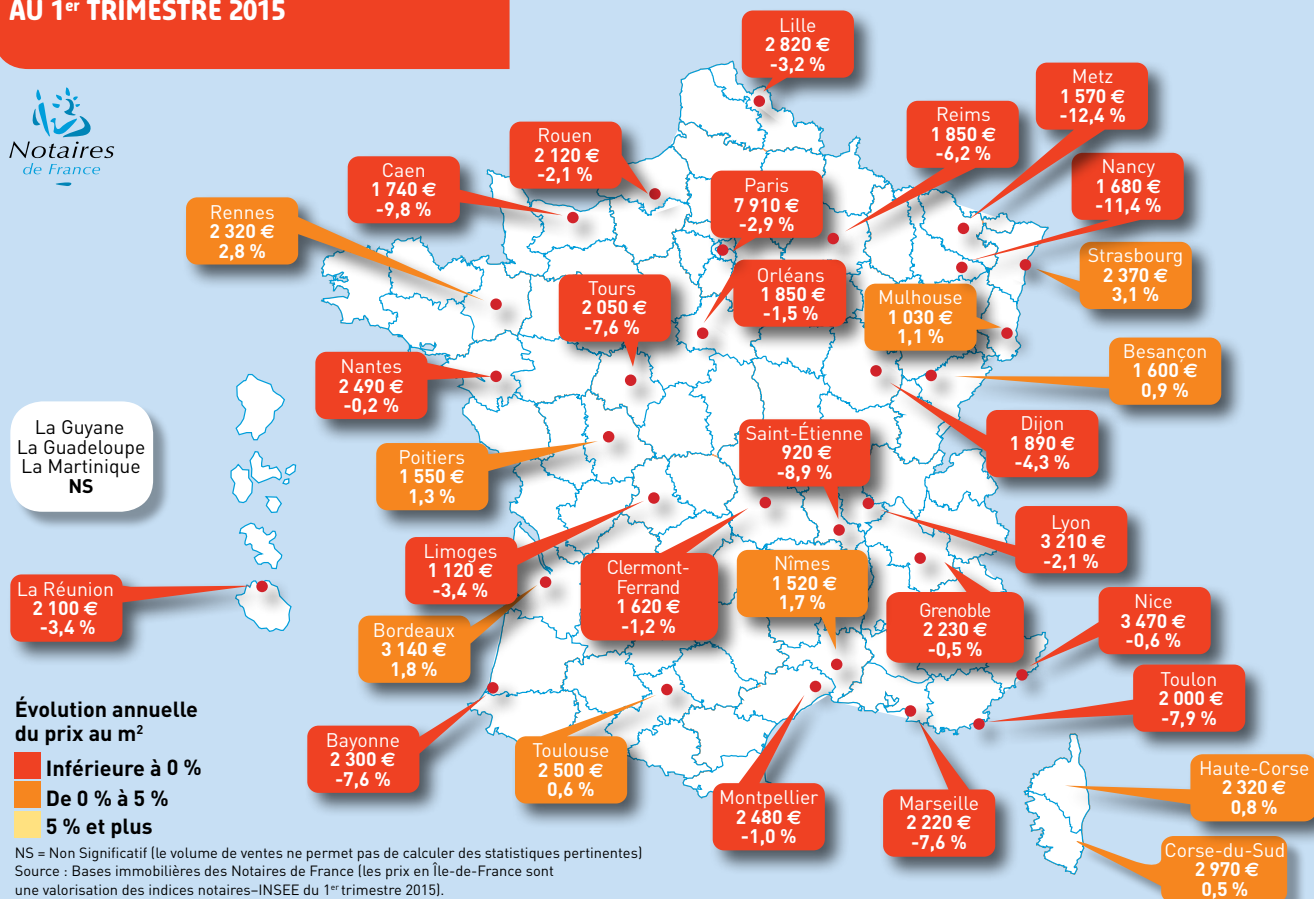 AU 1er TRIMESTRE 2015
Notaires
de France
Lille
2 820 €
-3,2 %
Metz
1 570 €
-12,4 %
Reims
1 850 €
-6,2 %
Rouen
2 120 €
-2,1 %
Nancy
1 680 €
-11,4 %
Caen
1 740 €
-9,8 %
Paris
7 910 €
-2,9 %
Rennes
2 320 €
2,8 %
Strasbourg
2 370 €
3,1 %
Orléans
1 850 €
-1,5 %
Tours
2 050 €
-7,6 %
Mulhouse
1 030 €
1,1 %
Besançon
1 600 €
0,9 %
Nantes
2 490 €
-0,2 %
La Guyane
La Guadeloupe
La Martinique
NS
Dijon
1 890 €
-4,3 %
Saint-Étienne
920 €
-8,9 %
Poitiers
1 550 €
1,3 %
Lyon
3 210 €
-2,1 %
Limoges
1 120 €
-3,4 %
Clermont-
Ferrand
1 620 €
-1,2 %
Nîmes
1 520 €
1,7 %
La Réunion
2 100 €
-3,4 %
Grenoble
2 230 €
-0,5 %
Nice
3 470 €
-0,6 %
Bordeaux
3 140 €
1,8 %
Toulon
2 000 €
-7,9 %
Bayonne
2 300 €
-7,6 %
Toulouse
2 500 €
0,6 %
Montpellier
2 480 €
-1,0 %
Marseille
2 220 €
-7,6 %
Haute-Corse
2 320 €
0,8 %
Corse-du-Sud
2 970 €
0,5 %
Évolution annuelle
du prix au m²
Inférieure à 0 %
De 0 % à 5 %
5 % et plus
NS = Non Significatif (le volume de ventes ne permet pas de calculer des statistiques pertinentes)
Source : Bases immobilières des Notaires de France (les prix en Île-de-France sont
une valorisation des indices notaires–INSEE du 1er trimestre 2015).